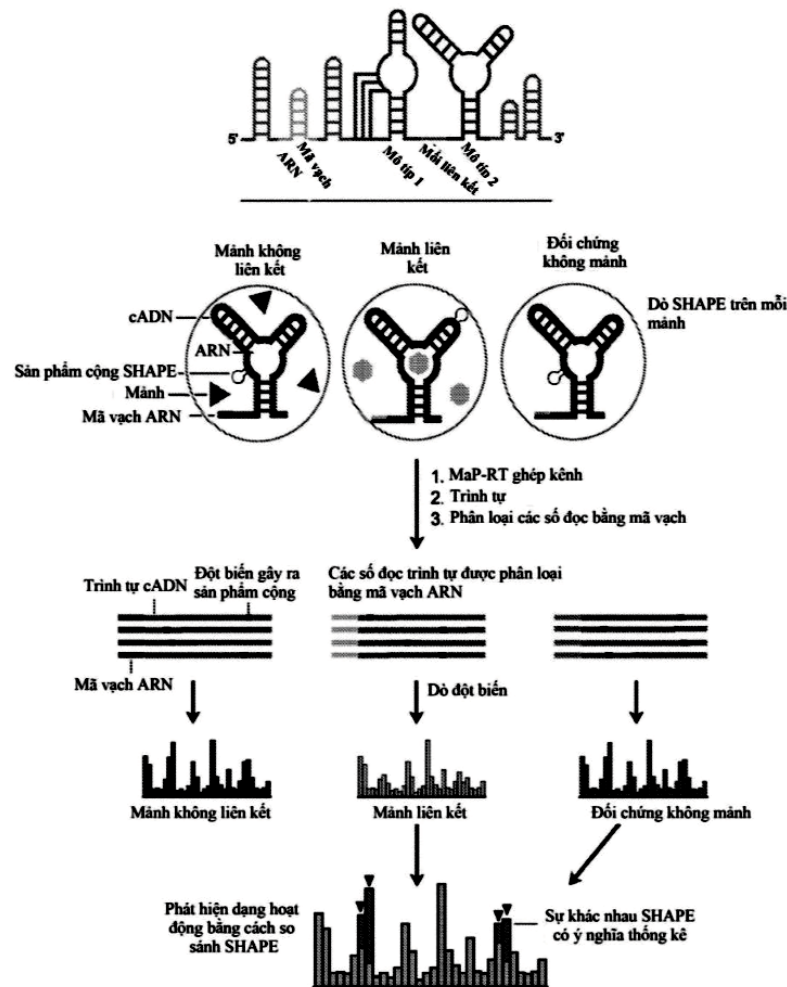 5'
3'
Mã vạch
ARN
Mô típ 1
Mối liên kết
Mô típ 2
Mảnh không
liên kết
Mảnh liên
kết
Đối chứng
không mảnh
cADN
ARN
Sản phẩm cộng SHAPE
Mảnh
Mã vạch ARN
Dò SHAPE trên mỗi
mảnh
1. MaP-RT ghép kênh
2. Trình tự
3. Phân loại các số đọc bằng mã vạch
Trình tự cADN
Đột biến gây ra
sản phẩm cộng
Các số đọc trình tự được phân loại
bằng mã vạch ARN
Mã vạch ARN
Dò đột biến
Mảnh không liên kết
Mảnh liên kết
Đối chứng không mảnh
Phát hiện dạng hoạt
động bằng cách so
sánh SHAPE
Sự khác nhau SHAPE
có ý nghĩa thống kê